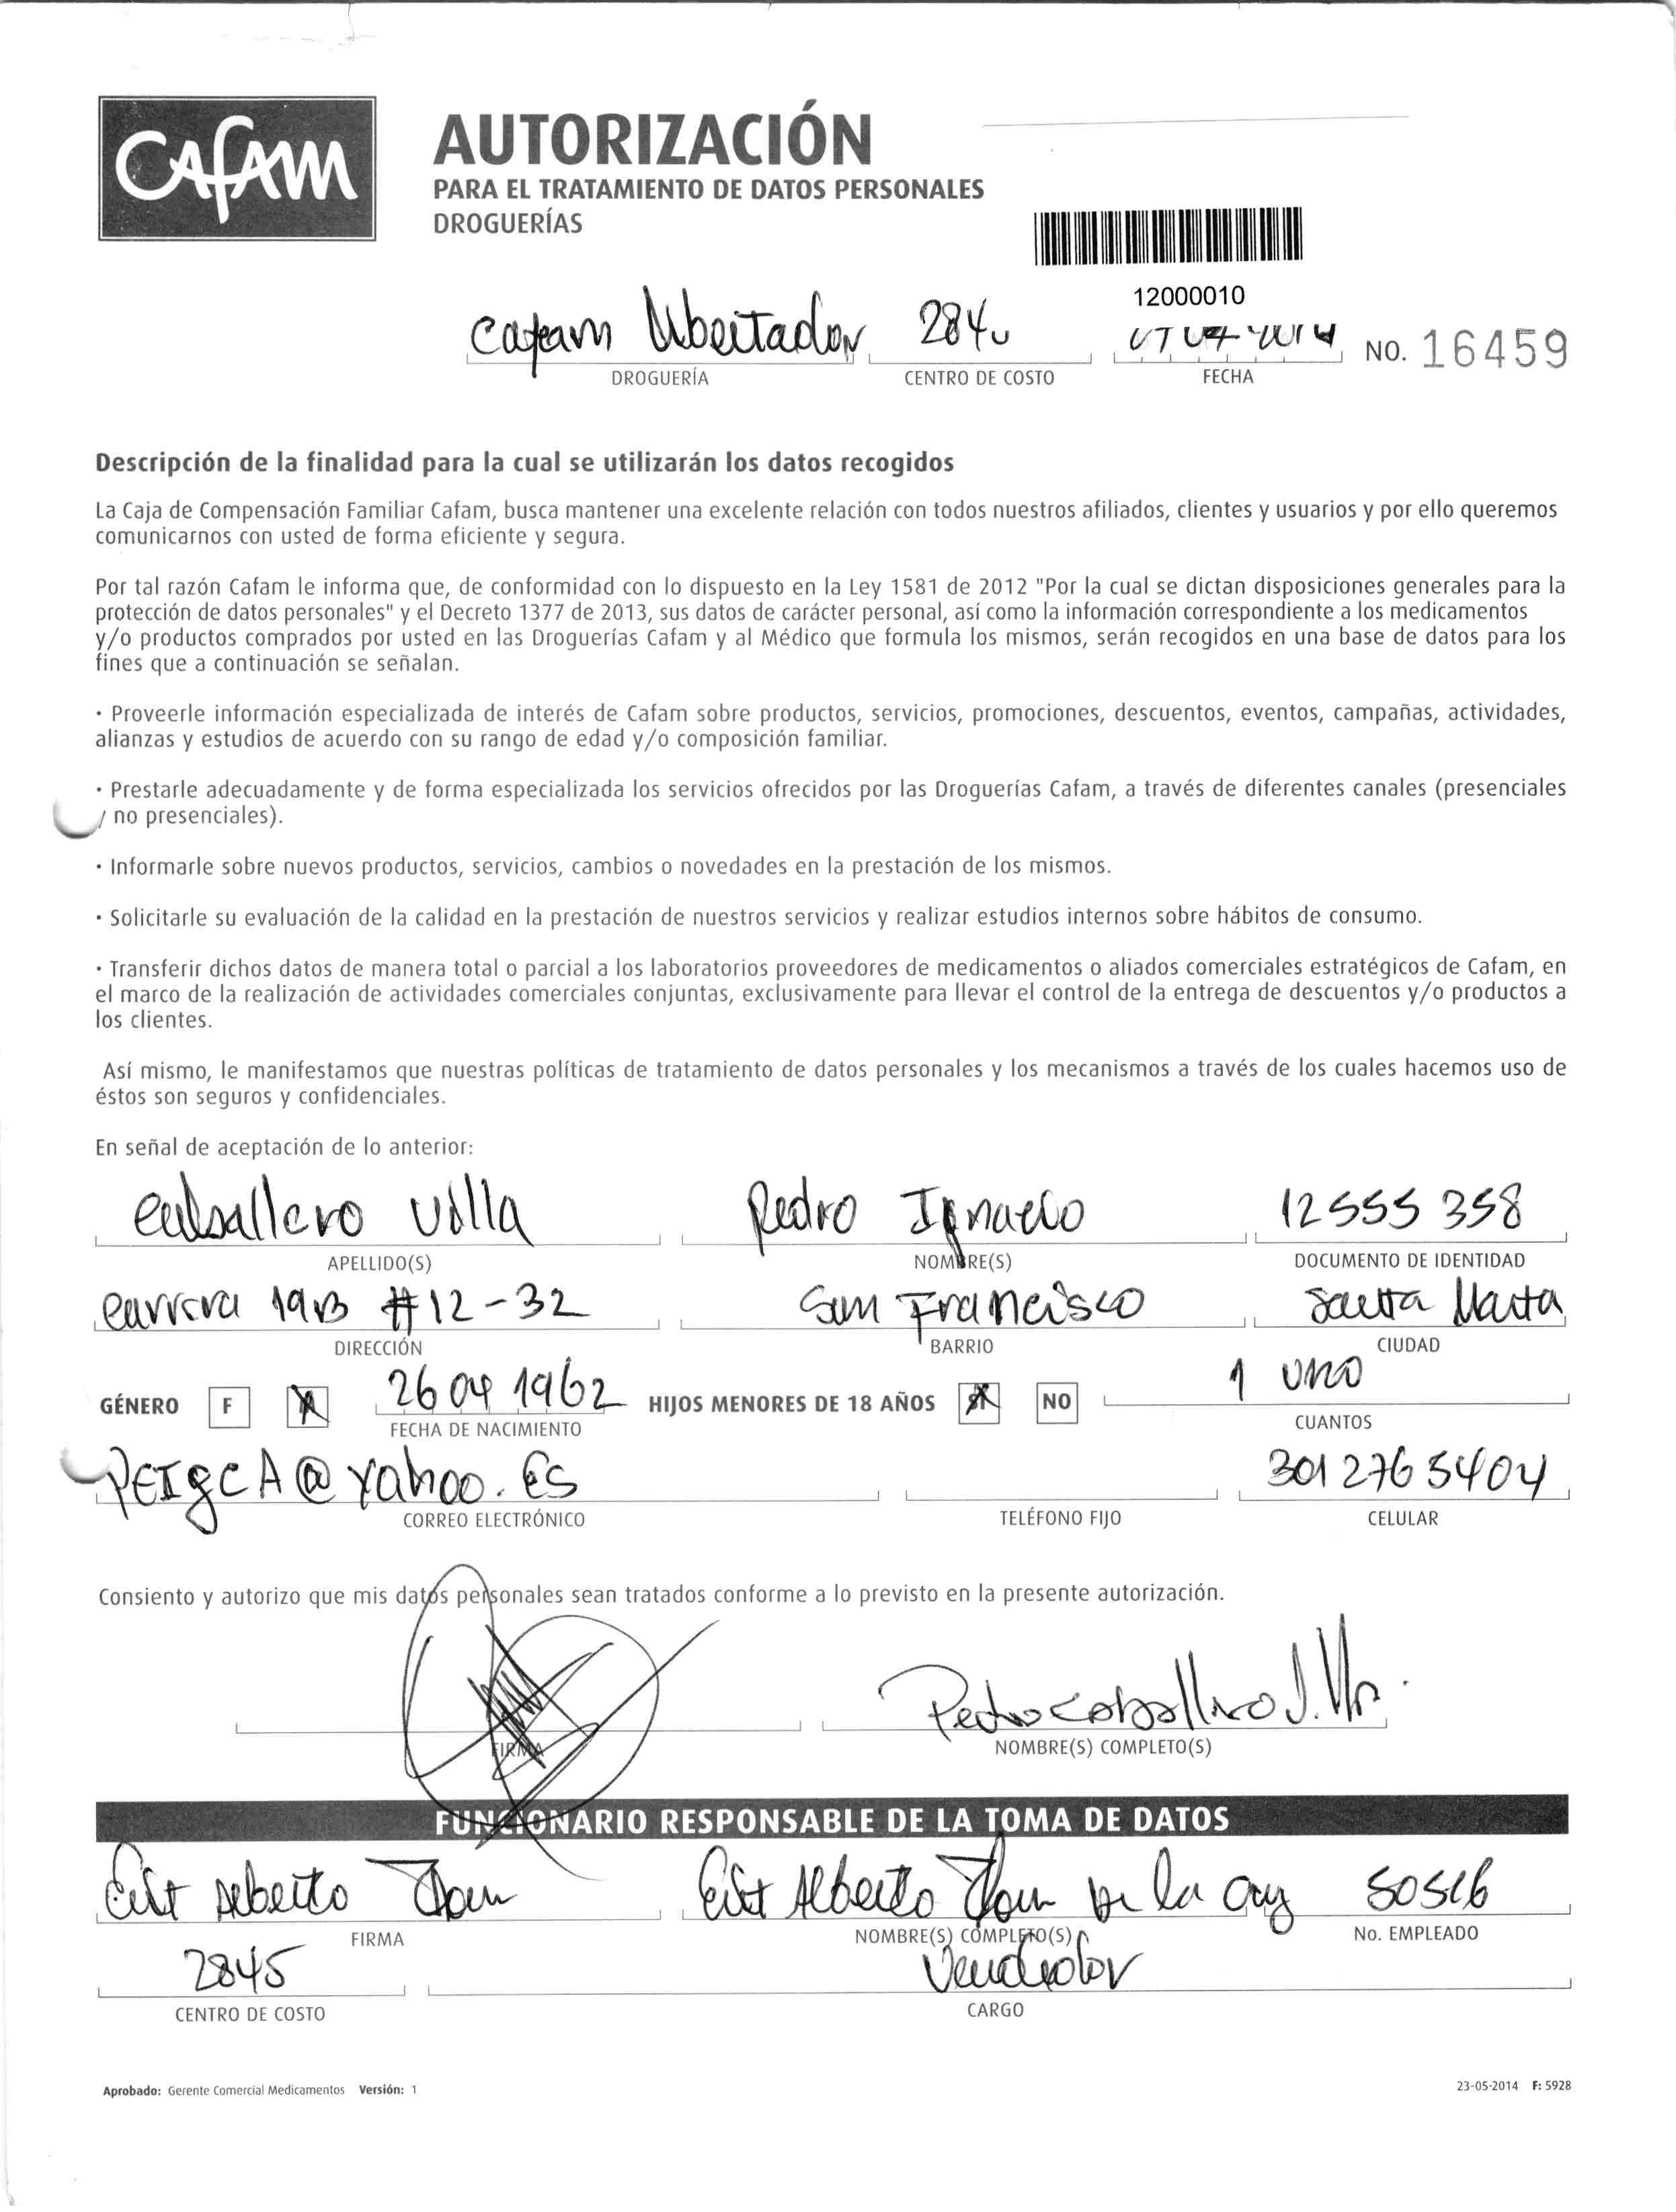 Cafam
AUTORIZACIÓN
PARA EL TRATAMIENTO DE DATOS PERSONALES
DROGUERÍAS
12000010
Cafam Libertador 284
DROGUERÍA CENTRO DE COSTO FECHA NO. 16459
Descripción de la finalidad para la cual se utilizarán los datos recogidos
La Caja de Compensación Familiar Cafam, busca mantener una excelente relación con todos nuestros afiliados, clientes y usuarios y por ello queremos
comunicarnos con usted de forma eficiente y segura.
Por tal razón Cafam le informa que, de conformidad con lo dispuesto en la Ley 1581 de 2012 "Por la cual se dictan disposiciones generales para la
protección de datos personales" y el Decreto 1377 de 2013, sus datos de carácter personal, así como la información correspondiente a los medicamentos
y/o productos comprados por usted en las Droguerías Cafam y al Médico que formula los mismos, serán recogidos en una base de datos para los
fines que a continuación se señalan.
· Proveerle información especializada de interés de Cafam sobre productos, servicios, promociones, descuentos, eventos, campañas, actividades,
alianzas y estudios de acuerdo con su rango de edad y/o composición familiar.
· Prestarle adecuadamente y de forma especializada los servicios ofrecidos por las Droguerías Cafam, a través de diferentes canales (presenciales
/ no presenciales).
· Informarle sobre nuevos productos, servicios, cambios o novedades en la prestación de los mismos.
· Solicitarle su evaluación de la calidad en la prestación de nuestros servicios y realizar estudios internos sobre hábitos de consumo.
· Transferir dichos datos de manera total o parcial a los laboratorios proveedores de medicamentos o aliados comerciales estratégicos de Cafam, en
el marco de la realización de actividades comerciales conjuntas, exclusivamente para llevar el control de la entrega de descuentos y/o productos a
los clientes.
Así mismo, le manifestamos que nuestras políticas de tratamiento de datos personales y los mecanismos a través de los cuales hacemos uso de
éstos son seguros y confidenciales.
En señal de aceptación de lo anterior:
Caballero Villa Pedro Ignacio 12555 358
APELLIDO(S) NOMBRE(S) DOCUMENTO DE IDENTIDAD
Carrera 19B #12-32 San Francisco Santa Marta
DIRECCIÓN BARRIO CIUDAD
GÉNERO F 26 04 1962 HIJOS MENORES DE 18 AÑOS NO 1 uno
FECHA DE NACIMIENTO CUANTOS
PEIGCA@Yahoo.Es 301 276 5404
CORREO ELECTRÓNICO TELÉFONO FIJO CELULAR
Consiento y autorizo que mis datos personales sean tratados conforme a lo previsto en la presente autorización.
Pedro Caballero V.
FIRMA NOMBRE(S) COMPLETO(S)
FUNCIONARIO RESPONSABLE DE LA TOMA DE DATOS
Alberto Alberto De la
FIRMA NOMBRE(S) COMPLETO(S) No. EMPLEADO
2845 Vendedor
CENTRO DE COSTO CARGO
Aprobado: Gerente Comercial Medicamentos Versión: 1 23-05-2014 F: 5928